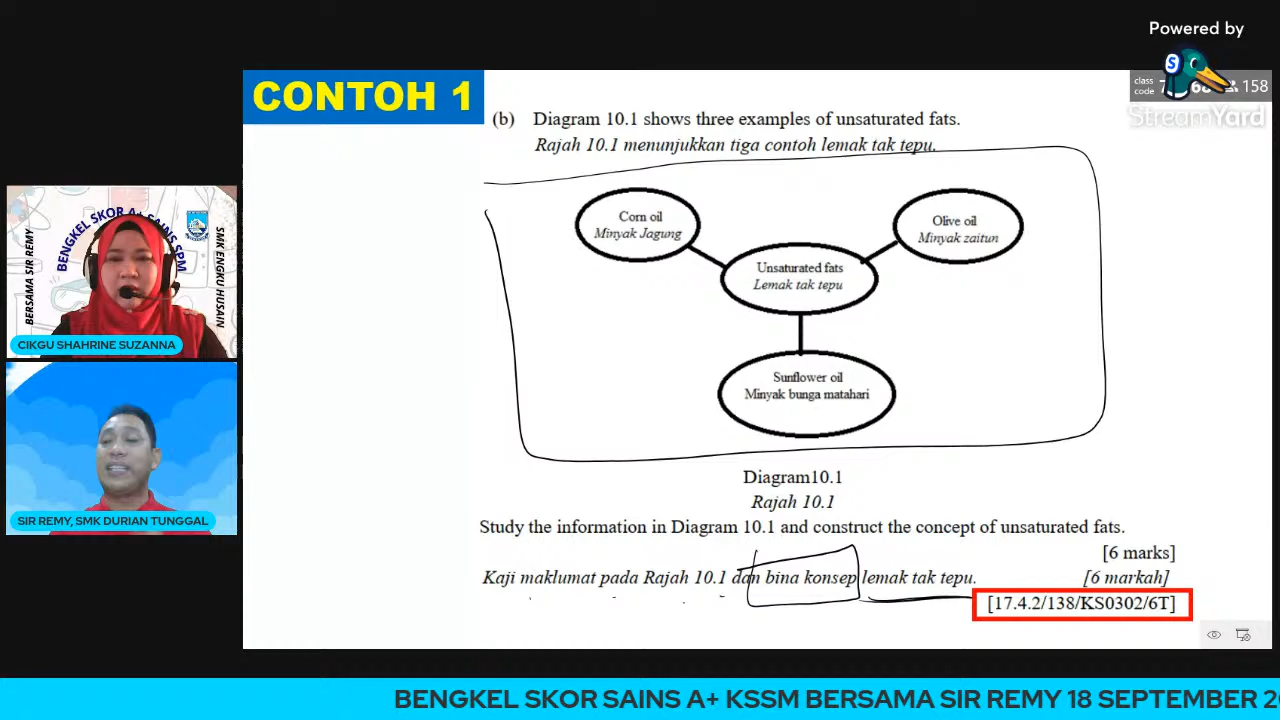 Powered by
StreamYard
class
code
158
CONTOH 1
(b) Diagram 10.1 shows three examples of unsaturated fats.
Rajah 10.1 menunjukkan tiga contoh lemak tak tepu.
Corn oil
Minyak Jagung
Olive oil
Minyak zaitun
Unsaturated fats
Lemak tak tepu
Sunflower oil
Minyak bunga matahari
Diagram10.1
Rajah 10.1
Study the information in Diagram 10.1 and construct the concept of unsaturated fats.
[6 marks]
Kaji maklumat pada Rajah 10.1 dan bina konsep lemak tak tepu.
[6 markah]
[17.4.2/138/KS0302/6T]
BERSAMA SIR REMY
BENGKEL SKOR A+ SAINS SPM
SMK ENGKU HUSAIN
CIKGU SHAHRINE SUZANNA
SIR REMY, SMK DURIAN TUNGGAL
BENGKEL SKOR SAINS A+ KSSM BERSAMA SIR REMY 18 SEPTEMBER 2